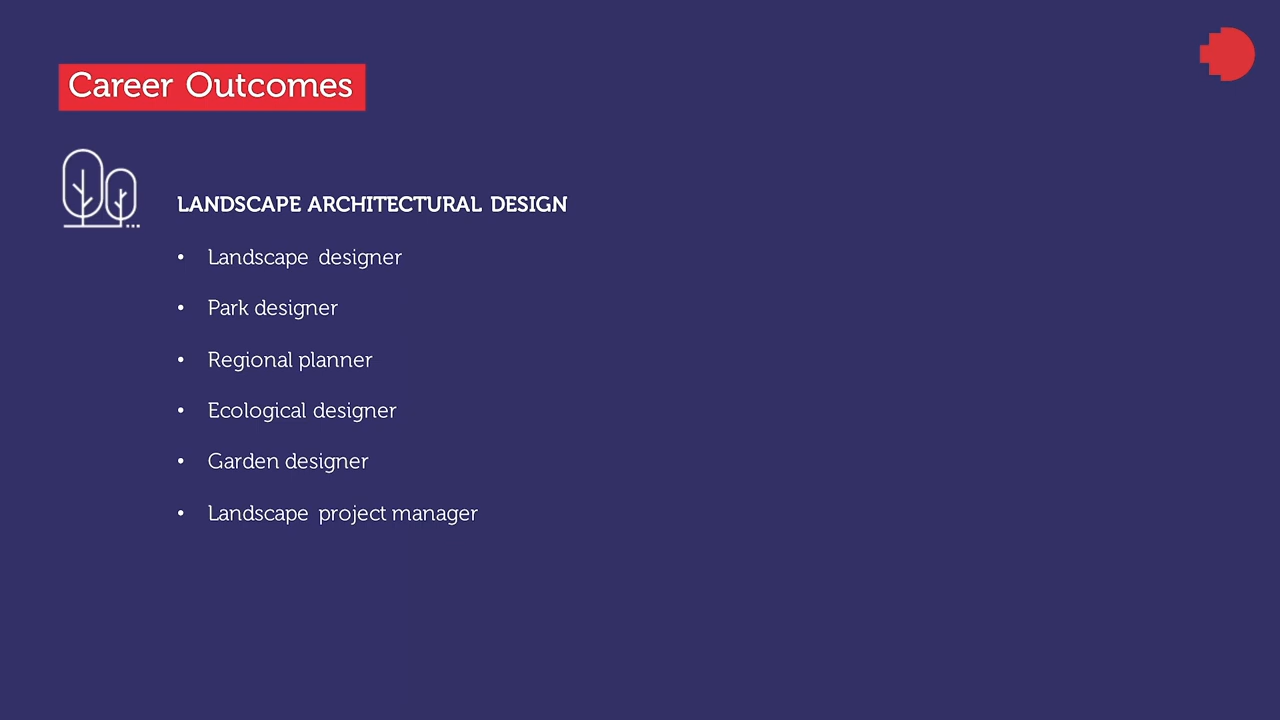 Career Outcomes
LANDSCAPE ARCHITECTURAL DESIGN
• Landscape designer
• Park designer
• Regional planner
• Ecological designer
• Garden designer
• Landscape project manager